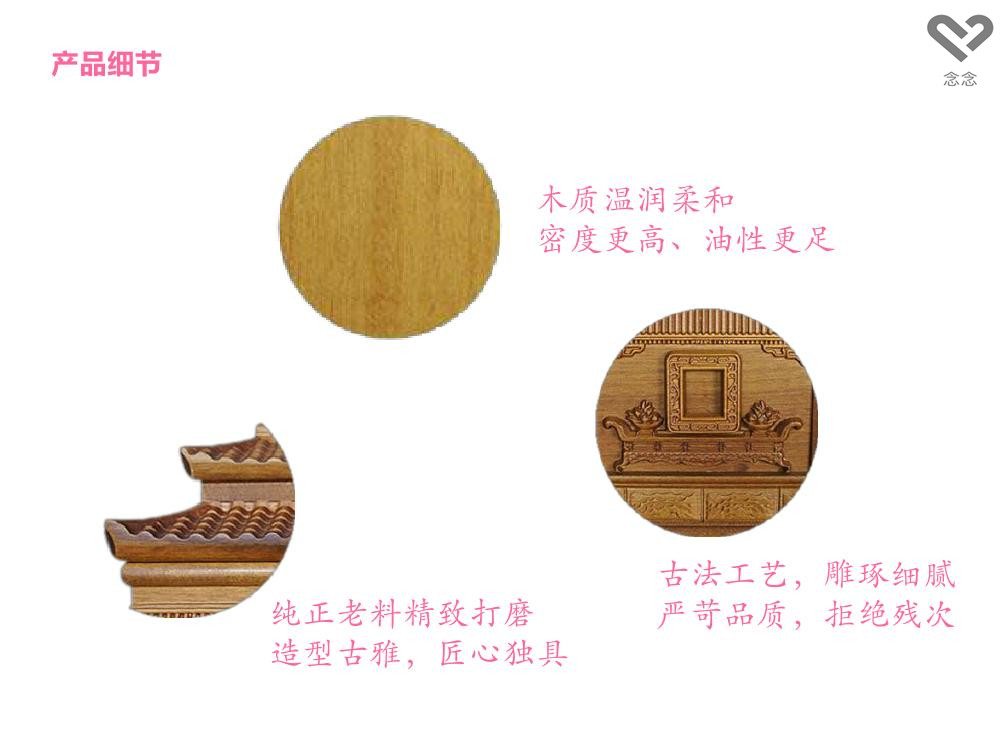 产品细节
念念
木质温润柔和
密度更高、油性更足
古法工艺，雕琢细腻
严苛品质，拒绝残次
纯正老料精致打磨
造型古雅，匠心独具